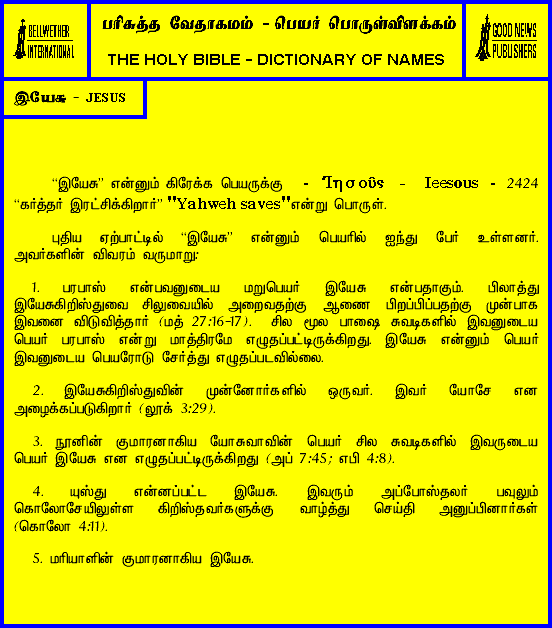 BELLWETHER
INTERNATIONAL
பரிசுத்த வேதாகமம் - பெயர் பொருள்விளக்கம்
THE HOLY BIBLE - DICTIONARY OF NAMES
GOOD NEWS
PUBLISHERS
இயேசு - JESUS
“இயேசு” என்னும் கிரேக்க பெயருக்கு - Ἰησοῦς - Ieesous - 2424
“கர்த்தர் இரட்சிக்கிறார்” "Yahweh saves" என்று பொருள்.
புதிய ஏற்பாட்டில் “இயேசு” என்னும் பெயரில் ஐந்து பேர் உள்ளனர்.
அவர்களின் விவரம் வருமாறு:
1. பரபாஸ் என்பவனுடைய மறுபெயர் இயேசு என்பதாகும். பிலாத்து
இயேசுகிறிஸ்துவை சிலுவையில் அறைவதற்கு ஆணை பிறப்பிப்பதற்கு முன்பாக
இவனை விடுவித்தார் (மத் 27:16-17). சில மூல பாஷை சுவடிகளில் இவனுடைய
பெயர் பரபாஸ் என்று மாத்திரமே எழுதப்பட்டிருக்கிறது. இயேசு என்னும் பெயர்
இவனுடைய பெயரோடு சேர்த்து எழுதப்படவில்லை.
2. இயேசுகிறிஸ்துவின் முன்னோர்களில் ஒருவர். இவர் யோசே என
அழைக்கப்படுகிறார் (லூக் 3:29).
3. நூனின் குமாரனாகிய யோசுவாவின் பெயர் சில சுவடிகளில் இவருடைய
பெயர் இயேசு என எழுதப்பட்டிருக்கிறது (அப் 7:45; எபி 4:8).
4. யுஸ்து என்னப்பட்ட இயேசு. இவரும் அப்போஸ்தலர் பவுலும்
கொலோசேயிலுள்ள கிறிஸ்தவர்களுக்கு வாழ்த்து செய்தி அனுப்பினார்கள்
(கொலோ 4:11).
5. மரியாளின் குமாரனாகிய இயேசு.